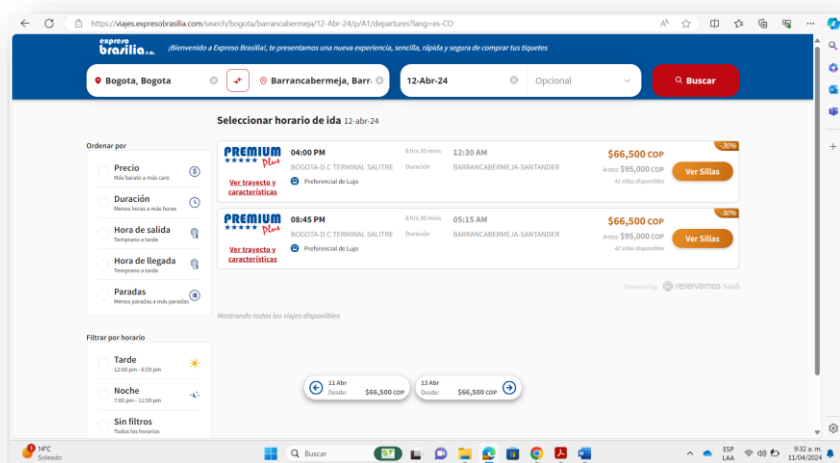 https://viajes.expresobrasilia.com/search/bogota/barrancabermeja/12-Abr-24/p/A1/departures?lang=es-CO
expreso
brasilia S.A.
¡Bienvenido a Expreso Brasilia!, te presentamos una nueva experiencia, sencilla, rápida y segura de comprar tus tiquetes
Bogota, Bogota
Barrancabermeja, Barr
12-Abr-24
Opcional
Buscar
Seleccionar horario de ida 12-abr-24
Ordenar por
Precio
Más barato a más caro
Duración
Menos horas a más horas
Hora de salida
Temprano a tarde
Hora de llegada
Temprano a tarde
Paradas
Menos paradas a más paradas
Filtrar por horario
Tarde
12:00 pm - 6:59 pm
Noche
7:00 pm - 11:59 pm
Sin filtros
Todos los horarios
PREMIUM Plus
Ver trayecto y
características
04:00 PM
8 hrs 30 mins
12:30 AM
BOGOTA-D.C TERMINAL SALITRE
Duración
BARRANCABERMEJA-SANTANDER
Preferencial de Lujo
-30%
$66,500 COP
Antes: $95,000 COP
Ver Sillas
PREMIUM Plus
Ver trayecto y
características
08:45 PM
8 hrs 30 mins
05:15 AM
BOGOTA-D.C TERMINAL SALITRE
Duración
BARRANCABERMEJA-SANTANDER
Preferencial de Lujo
-30%
$66,500 COP
Antes: $95,000 COP
42 sillas disponibles
Ver Sillas
Powered by reservamos SaaS
Mostrando todos los viajes disponibles
11 Abr
Desde: $66,500 COP
13 Abr
Desde: $66,500 COP
14°C
Soleado
Buscar
ESP
LAA
9:32 a. m.
11/04/2024